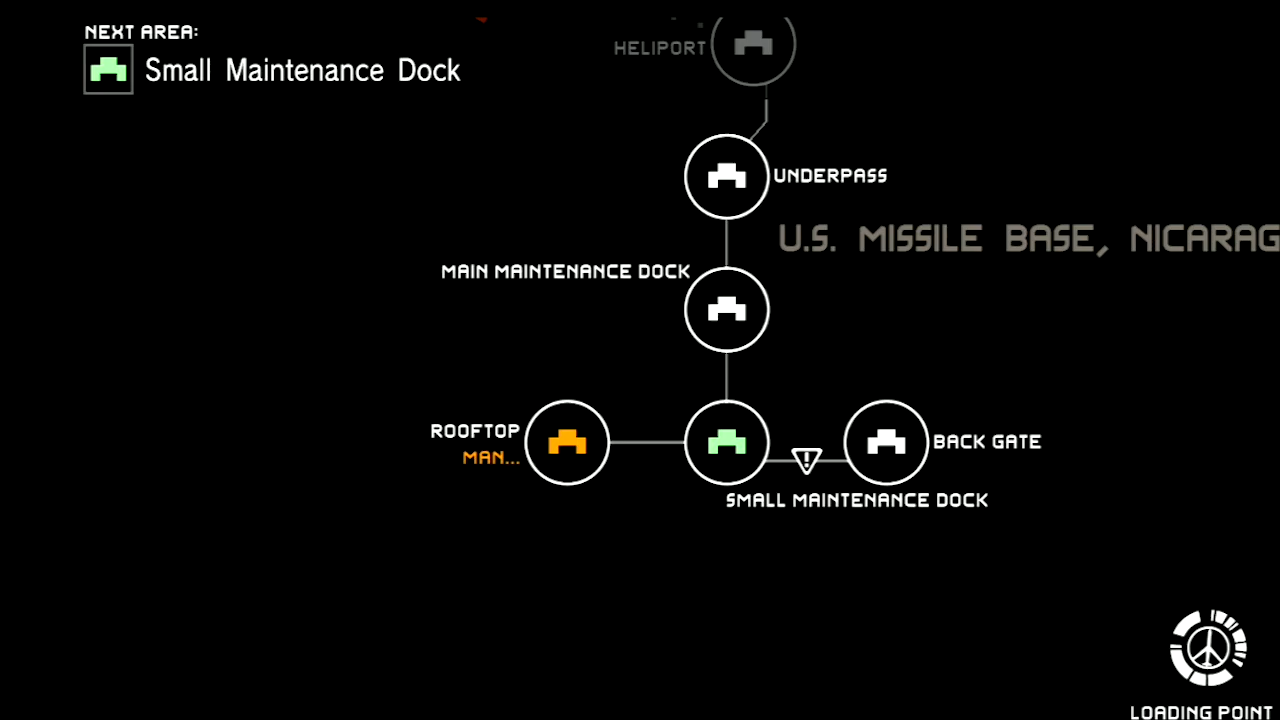 NEXT AREA:
Small Maintenance Dock
HELIPORT
UNDERPASS
U.S. MISSILE BASE, NICARAG
MAIN MAINTENANCE DOCK
ROOFTOP
MAN...
BACK GATE
SMALL MAINTENANCE DOCK
LOADING POINT